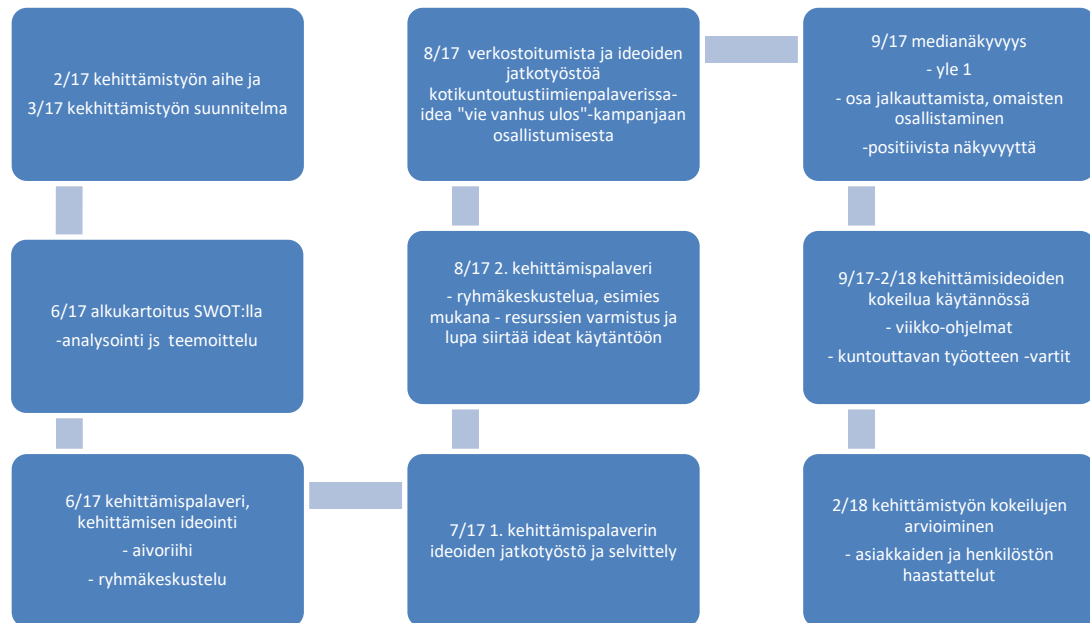 2/17 kehittämistyön aihe ja
3/17 kekhittämistyön suunnitelma
6/17 alkukartoitus SWOT:lla
-analysointi js teemoittelu
6/17 kehittämispalaveri,
kehittämisen ideointi
- aivoriihi
- ryhmäkeskustelu
7/17 1. kehittämispalaverin
ideoiden jatkotyöstö ja selvittely
8/17 2. kehittämispalaveri
- ryhmäkeskustelua, esimies
mukana - resurssien varmistus ja
lupa siirtää ideat käytäntöön
8/17 verkostoitumista ja ideoiden
jatkotyöstöä
kotikuntoutustiimienpalaverissa-
idea "vie vanhus ulos"-kampanjaan
osallistumisesta
9/17 medianäkyvyys
- yle 1
- osa jalkauttamista, omaisten
osallistaminen
-positiivista näkyvyyttä
9/17-2/18 kehittämisideoiden
kokeilua käytännössä
- viikko-ohjelmat
- kuntouttavan työotteen -vartit
2/18 kehittämistyön kokeilujen
arvioiminen
- asiakkaiden ja henkilöstön
haastattelut